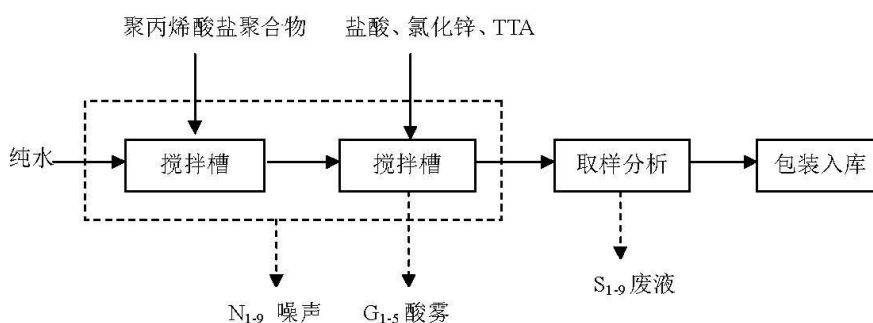 聚丙烯酸盐聚合物
盐酸、氯化锌、TTA
纯水
搅拌槽
搅拌槽
取样分析
包装入库
N1-9 噪声
G1-5 酸雾
S1-9 废液